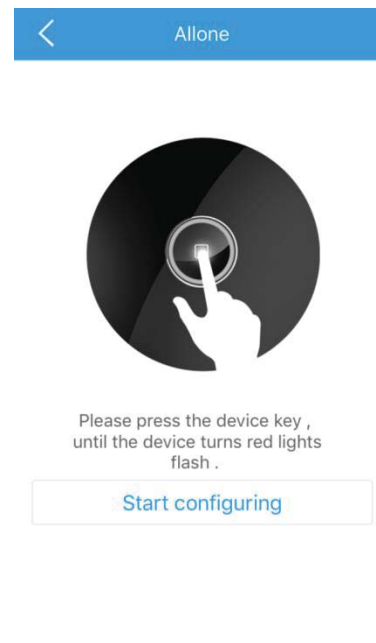 Allone
Please press the device key ,
until the device turns red lights
flash .
Start configuring